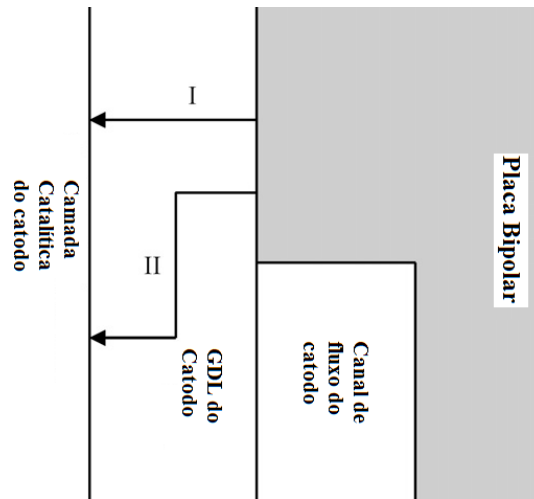 I
II
Camada
Catalítica
do catodo
GDL do
Catodo
Canal de
fluxo do
catodo
Placa Bipolar